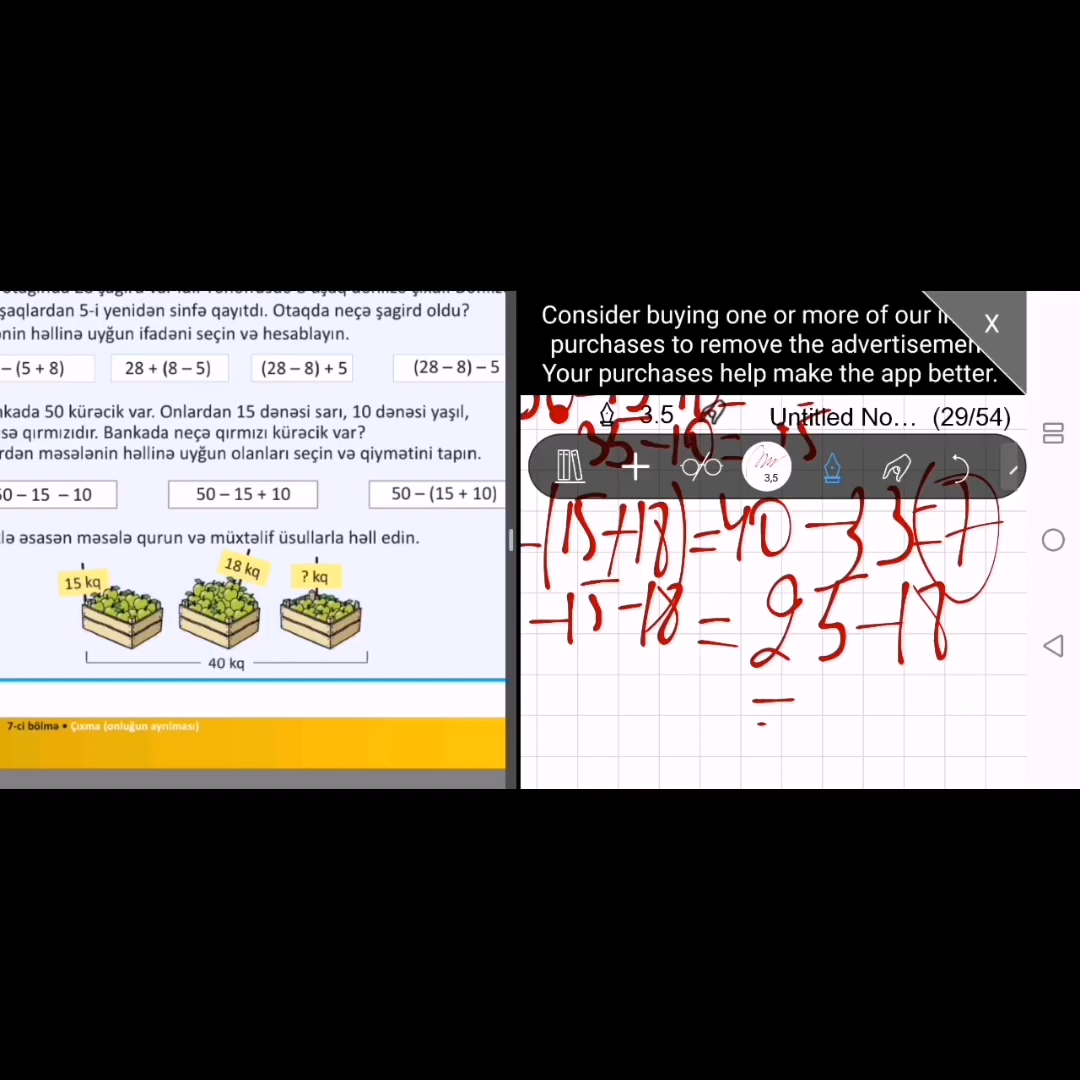 şaqlardan 5-i yenidən sinfə qayıtdı. Otaqda neçə şagird oldu?
nin həllinə uyğun ifadəni seçin və hesablayın.
– (5 + 8)
28 + (8 – 5)
(28 – 8) + 5
(28 – 8) – 5
kada 50 kürəcik var. Onlardan 15 dənəsi sarı, 10 dənəsi yaşıl,
sə qırmızıdır. Bankada neçə qırmızı kürəcik var?
rdən məsələnin həllinə uyğun olanları seçin və qiymətini tapın.
50 – 15 – 10
50 – 15 + 10
50 – (15 + 10)
lə əsasən məsələ qurun və müxtəlif üsullarla həll edin.
15 kq
18 kq
? kq
40 kq
7-ci bölmə • Çıxma (onluğun ayrılması)
Consider buying one or more of our
purchases to remove the advertisemen
Your purchases help make the app better.
X
3.5
Untitled No... (29/54)
35-10=
3,5
-(15+18)=40-33=7
-15-18=25-18
=